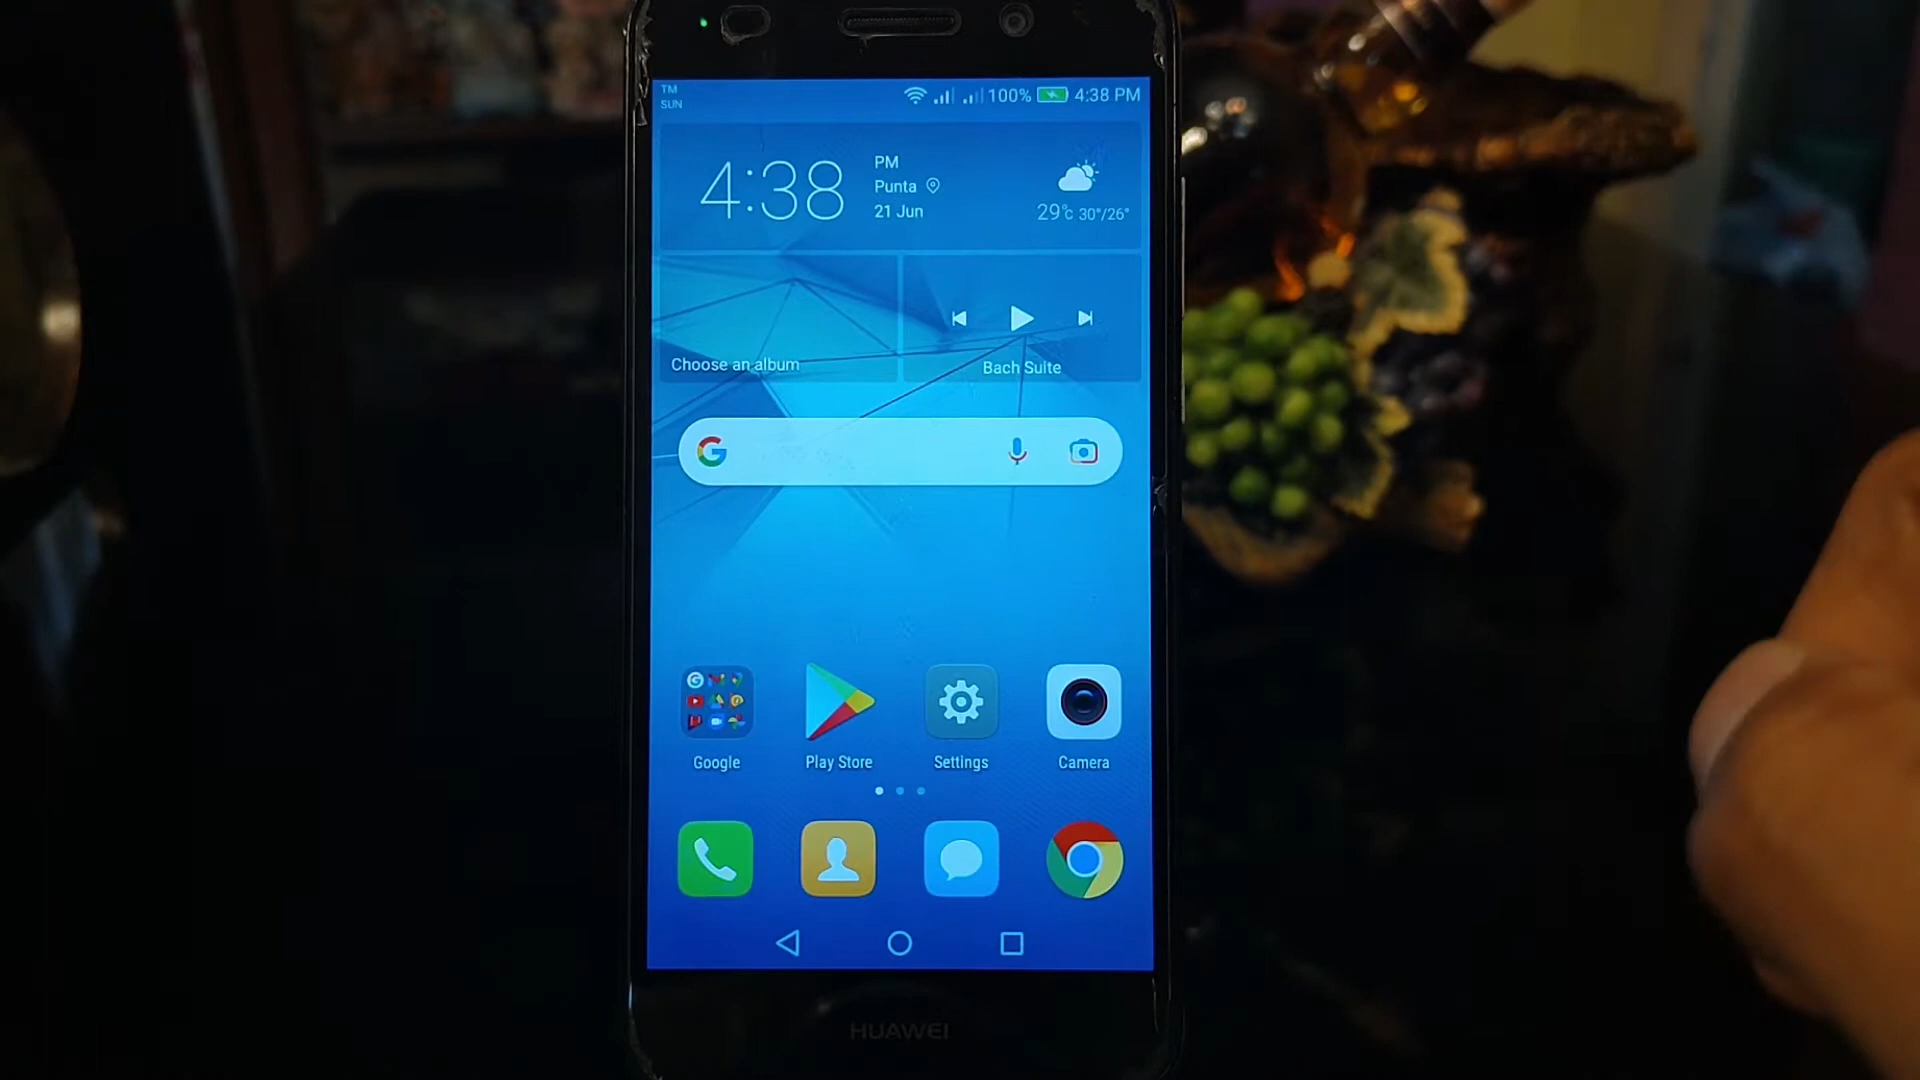 TM
SUN
100%
4:38 PM
4:38
PM
Punta
21 Jun
29°C 30°/26°
Choose an album
Bach Suite
Google
Play Store
Settings
Camera
HUAWEI